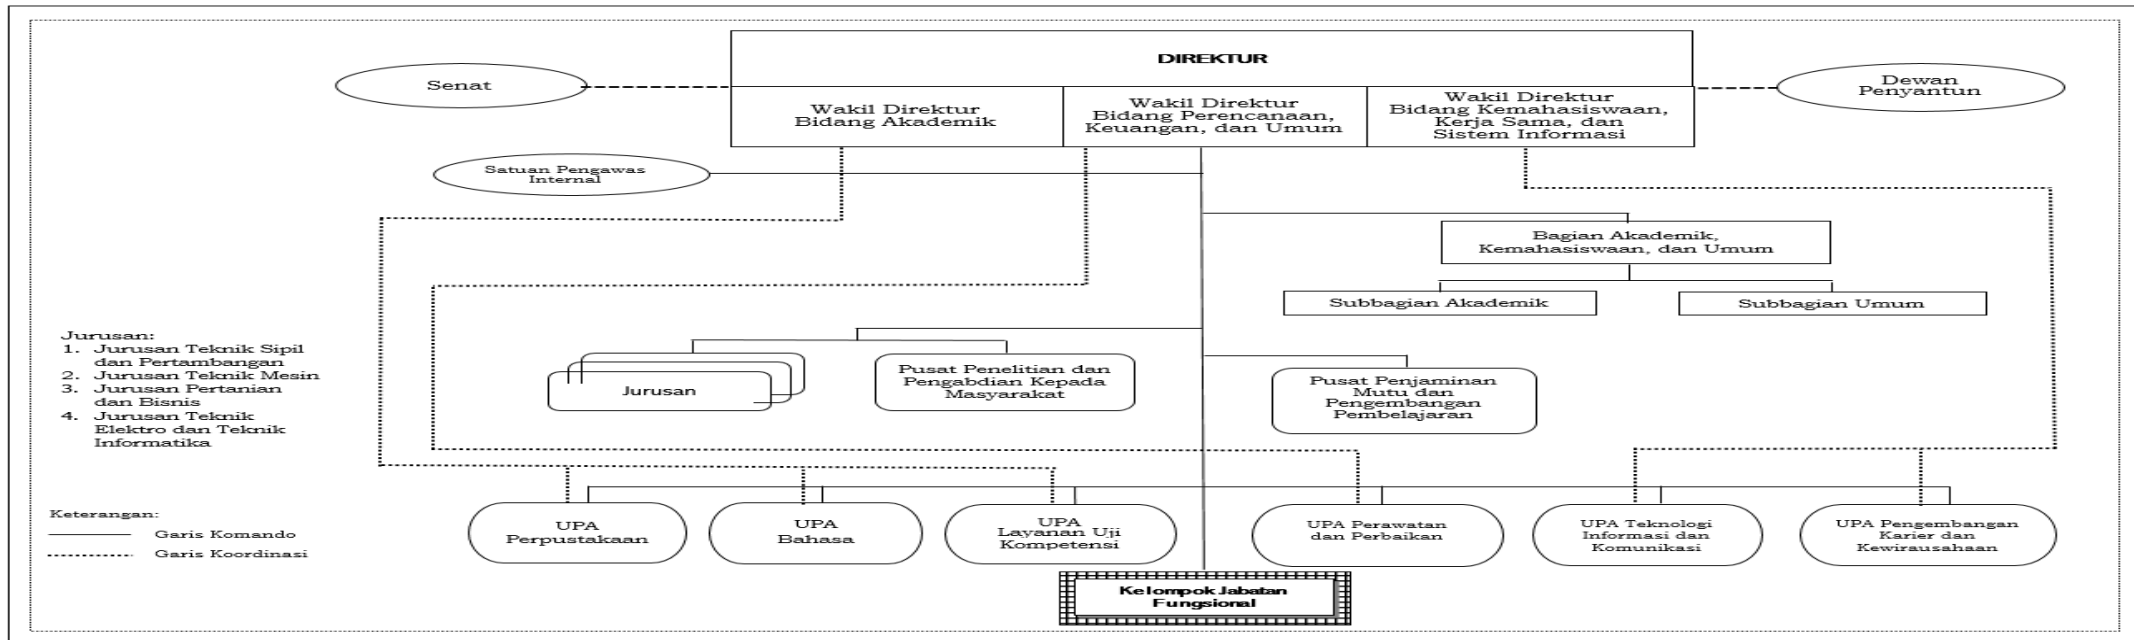 DIREKTUR
Senat
Dewan
Penyantun
Wakil Direktur
Bidang Akademik
Wakil Direktur
Bidang Perencanaan,
Keuangan, dan Umum
Wakil Direktur
Bidang Kemahasiswaan,
Kerja Sama, dan
Sistem Informasi
Satuan Pengawas
Internal
Bagian Akademik,
Kemahasiswaan, dan Umum
Subbagian Akademik
Subbagian Umum
Jurusan:
1. Jurusan Teknik Sipil
dan Pertambangan
2. Jurusan Teknik Mesin
3. Jurusan Pertanian
dan Bisnis
4. Jurusan Teknik
Elektro dan Teknik
Informatika
Jurusan
Pusat Penelitian dan
Pengabdian Kepada
Masyarakat
Pusat Penjaminan
Mutu dan
Pengembangan
Pembelajaran
Keterangan:
Garis Komando
Garis Koordinasi
UPA
Perpustakaan
UPA
Bahasa
UPA
Layanan Uji
Kompetensi
UPA Perawatan
dan Perbaikan
UPA Teknologi
Informasi dan
Komunikasi
UPA Pengembangan
Karier dan
Kewirausahaan
Kelompok Jabatan
Fungsional